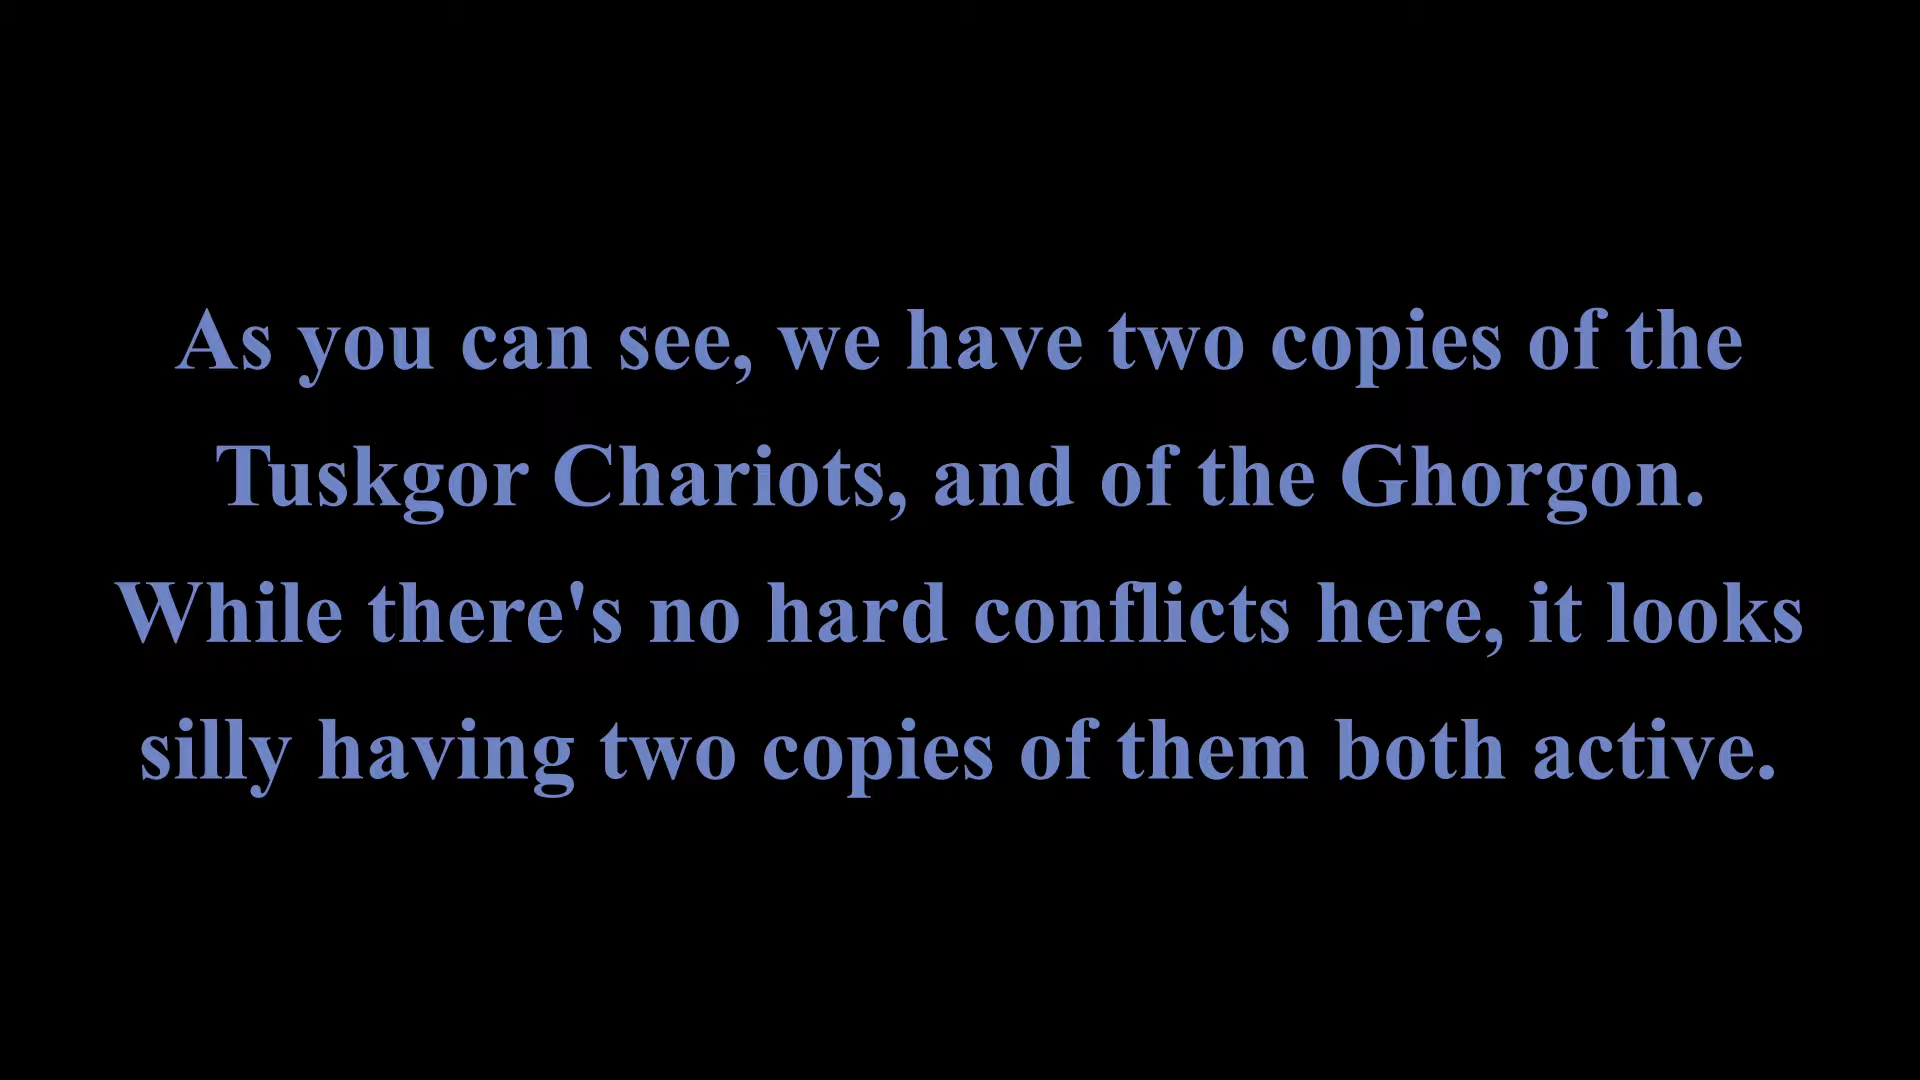 As you can see, we have two copies of the
Tuskgor Chariots, and of the Ghorgon.
While there's no hard conflicts here, it looks
silly having two copies of them both active.